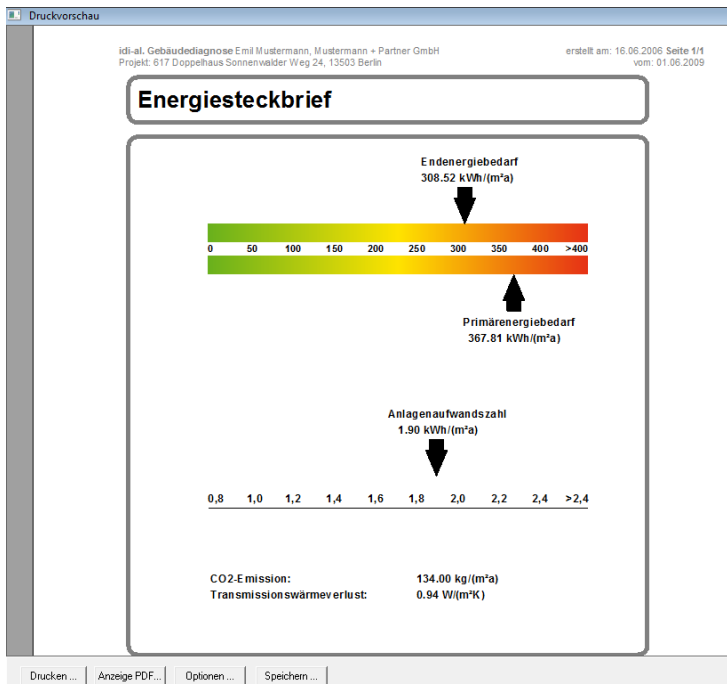 Druckvorschau
idi-al. Gebäudediagnose Emil Mustermann, Mustermann + Partner GmbH erstellt am: 16.06.2006 Seite 1/1
Projekt: 617 Doppelhaus Sonnenwalder Weg 24, 13503 Berlin vom: 01.06.2009
Energiesteckbrief
Endenergiebedarf
308.52 kWh/(m²a)
0 50 100 150 200 250 300 350 400 >400
Primärenergiebedarf
367.81 kWh/(m²a)
Anlagenaufwandszahl
1.90 kWh/(m²a)
0,8 1,0 1,2 1,4 1,6 1,8 2,0 2,2 2,4 >2,4
CO2-Emission: 134.00 kg/(m²a)
Transmissionswärmeverlust: 0.94 W/(m²K)
Drucken ... Anzeige PDF... Optionen ... Speichern ...